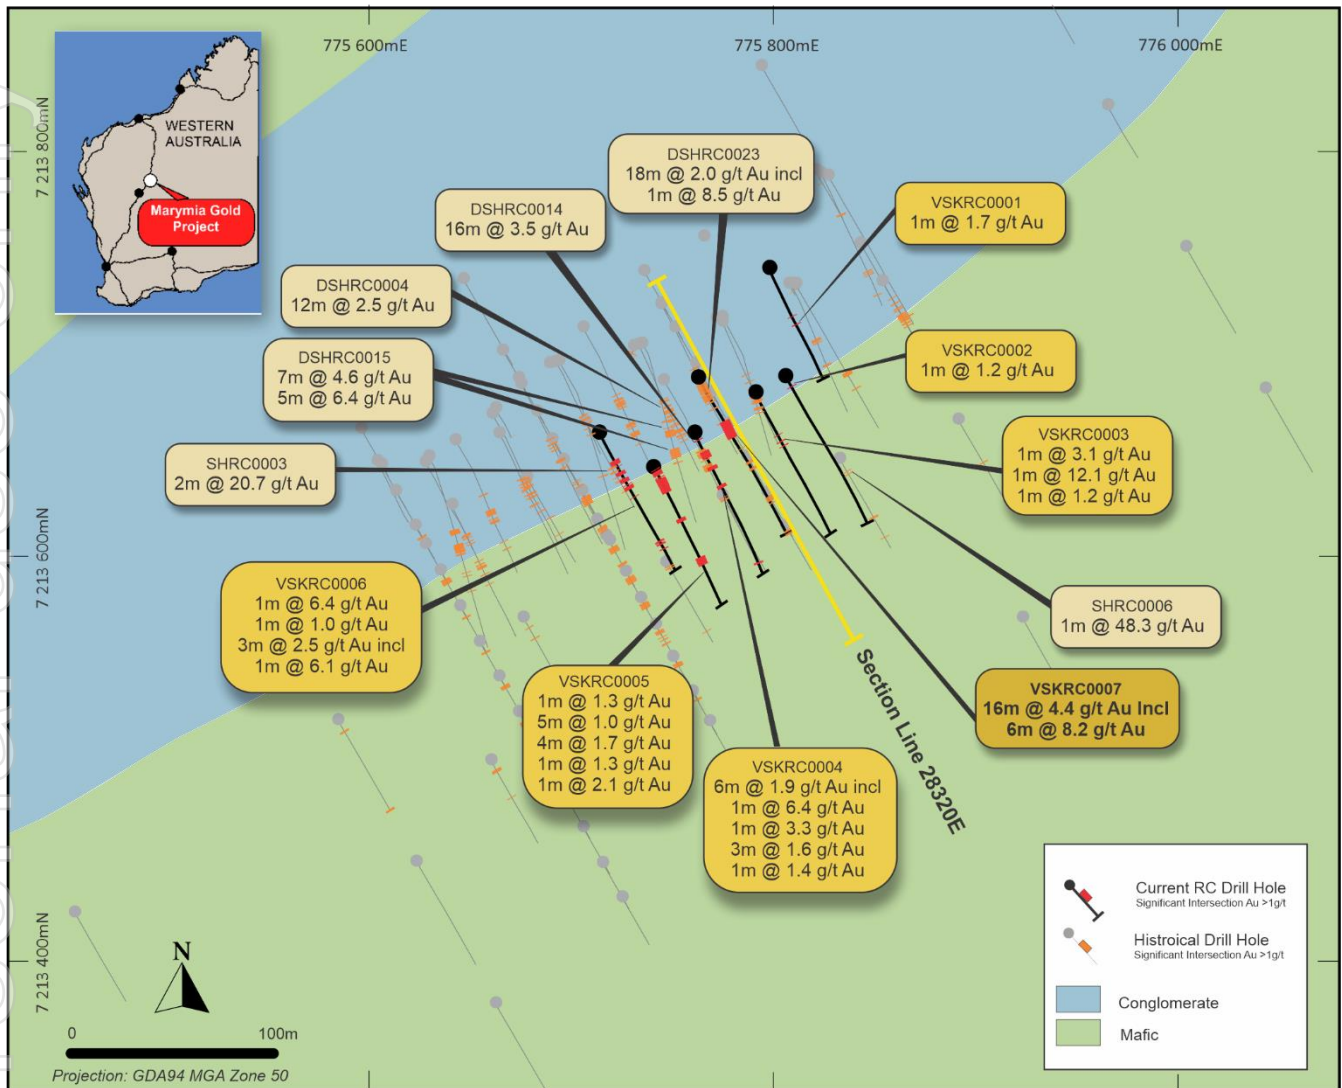 775 600mE
775 800mE
776 000mE
7 213 800mN
7 213 600mN
7 213 400mN
WESTERN
AUSTRALIA
Marymia Gold
Project
DSHRC0023
18m @ 2.0 g/t Au incl
1m @ 8.5 g/t Au
DSHRC0014
16m @ 3.5 g/t Au
VSKRC0001
1m @ 1.7 g/t Au
DSHRC0004
12m @ 2.5 g/t Au
DSHRC0015
7m @ 4.6 g/t Au
5m @ 6.4 g/t Au
VSKRC0002
1m @ 1.2 g/t Au
SHRC0003
2m @ 20.7 g/t Au
VSKRC0003
1m @ 3.1 g/t Au
1m @ 12.1 g/t Au
1m @ 1.2 g/t Au
VSKRC0006
1m @ 6.4 g/t Au
1m @ 1.0 g/t Au
3m @ 2.5 g/t Au incl
1m @ 6.1 g/t Au
SHRC0006
1m @ 48.3 g/t Au
VSKRC0005
1m @ 1.3 g/t Au
5m @ 1.0 g/t Au
4m @ 1.7 g/t Au
1m @ 1.3 g/t Au
1m @ 2.1 g/t Au
VSKRC0007
16m @ 4.4 g/t Au Incl
6m @ 8.2 g/t Au
Section Line 28320E
VSKRC0004
6m @ 1.9 g/t Au incl
1m @ 6.4 g/t Au
1m @ 3.3 g/t Au
3m @ 1.6 g/t Au
1m @ 1.4 g/t Au
Current RC Drill Hole
Significant Intersection Au >1g/t
Histroical Drill Hole
Significant Intersection Au >1g/t
Conglomerate
Mafic
N
0 100m
Projection: GDA94 MGA Zone 50